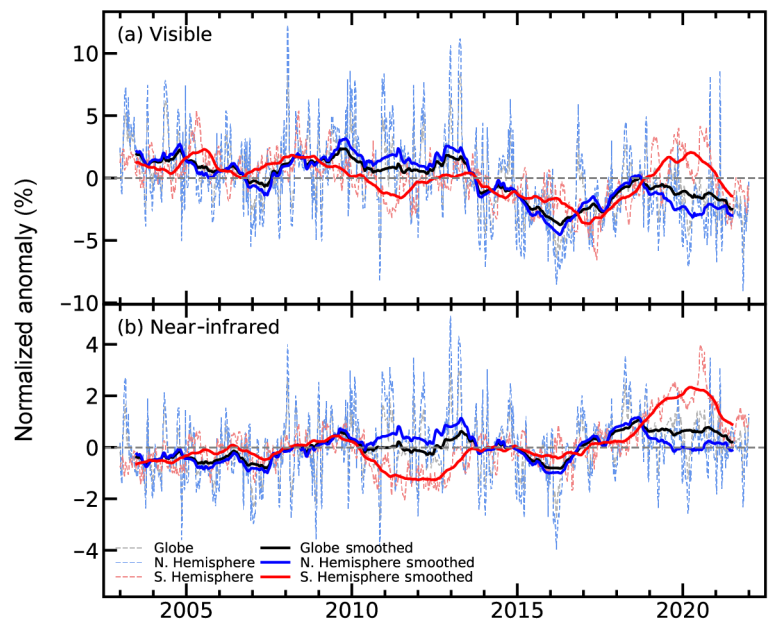 (a) Visible
10
5
0
−5
−10
Normalized anomaly (%)
(b) Near-infrared
4
2
0
−2
−4
Globe
N. Hemisphere
S. Hemisphere
Globe smoothed
N. Hemisphere smoothed
S. Hemisphere smoothed
2005 2010 2015 2020